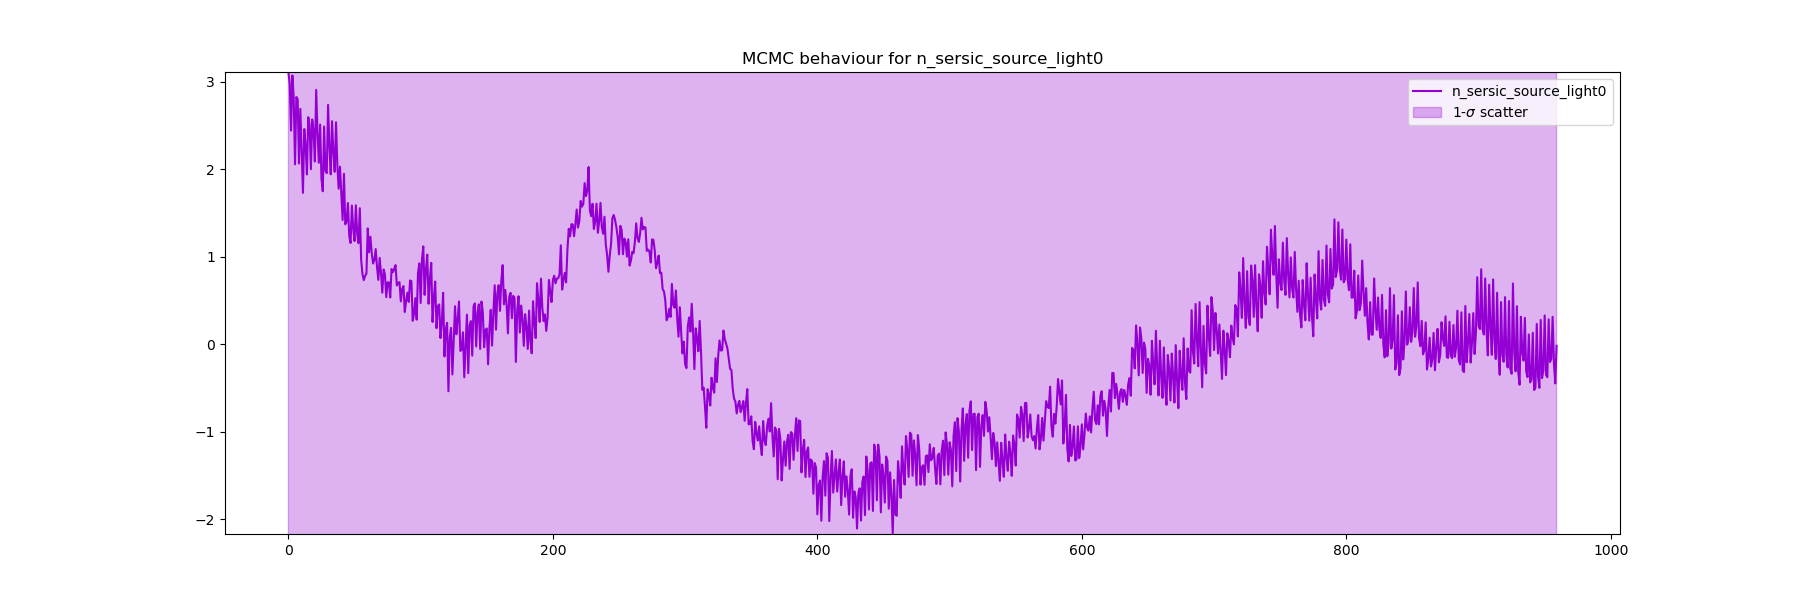 MCMC behaviour for n_sersic_source_light0
n_sersic_source_light0
1-σ scatter
3
2
1
0
−1
−2
0 200 400 600 800 1000